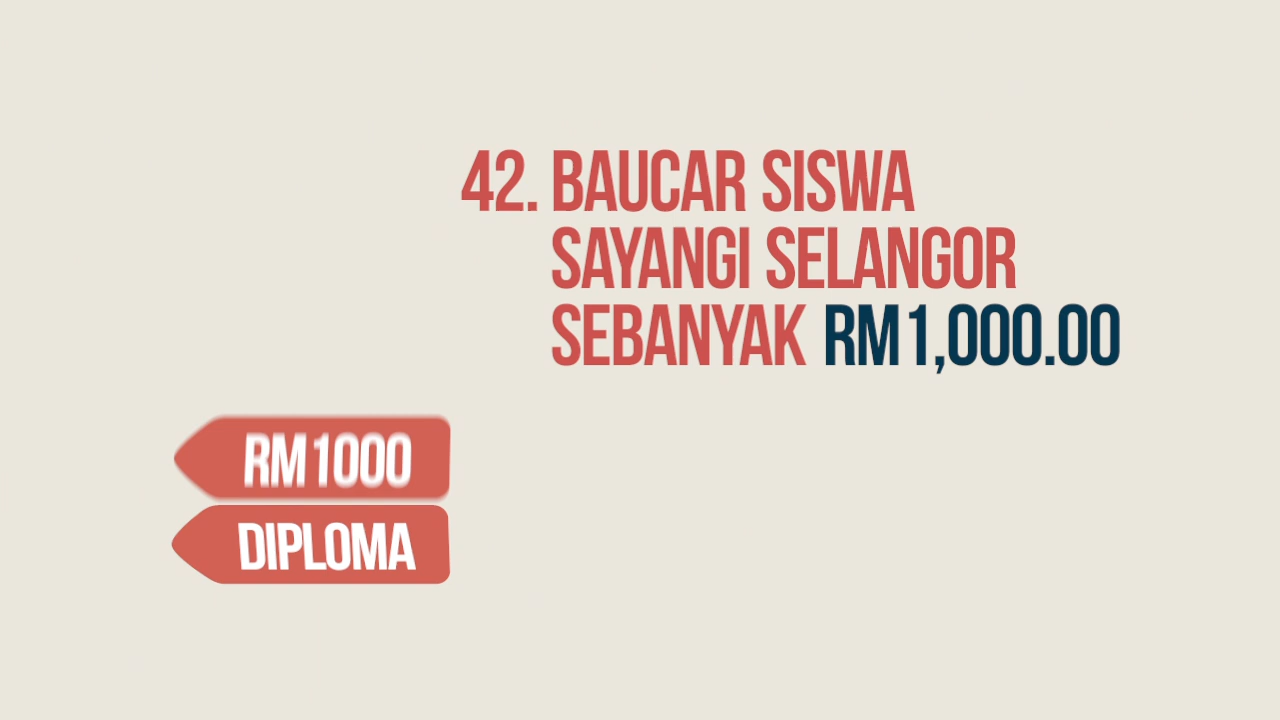 42. BAUCAR SISWA
SAYANGI SELANGOR
SEBANYAK RM1,000.00
RM1000
DIPLOMA